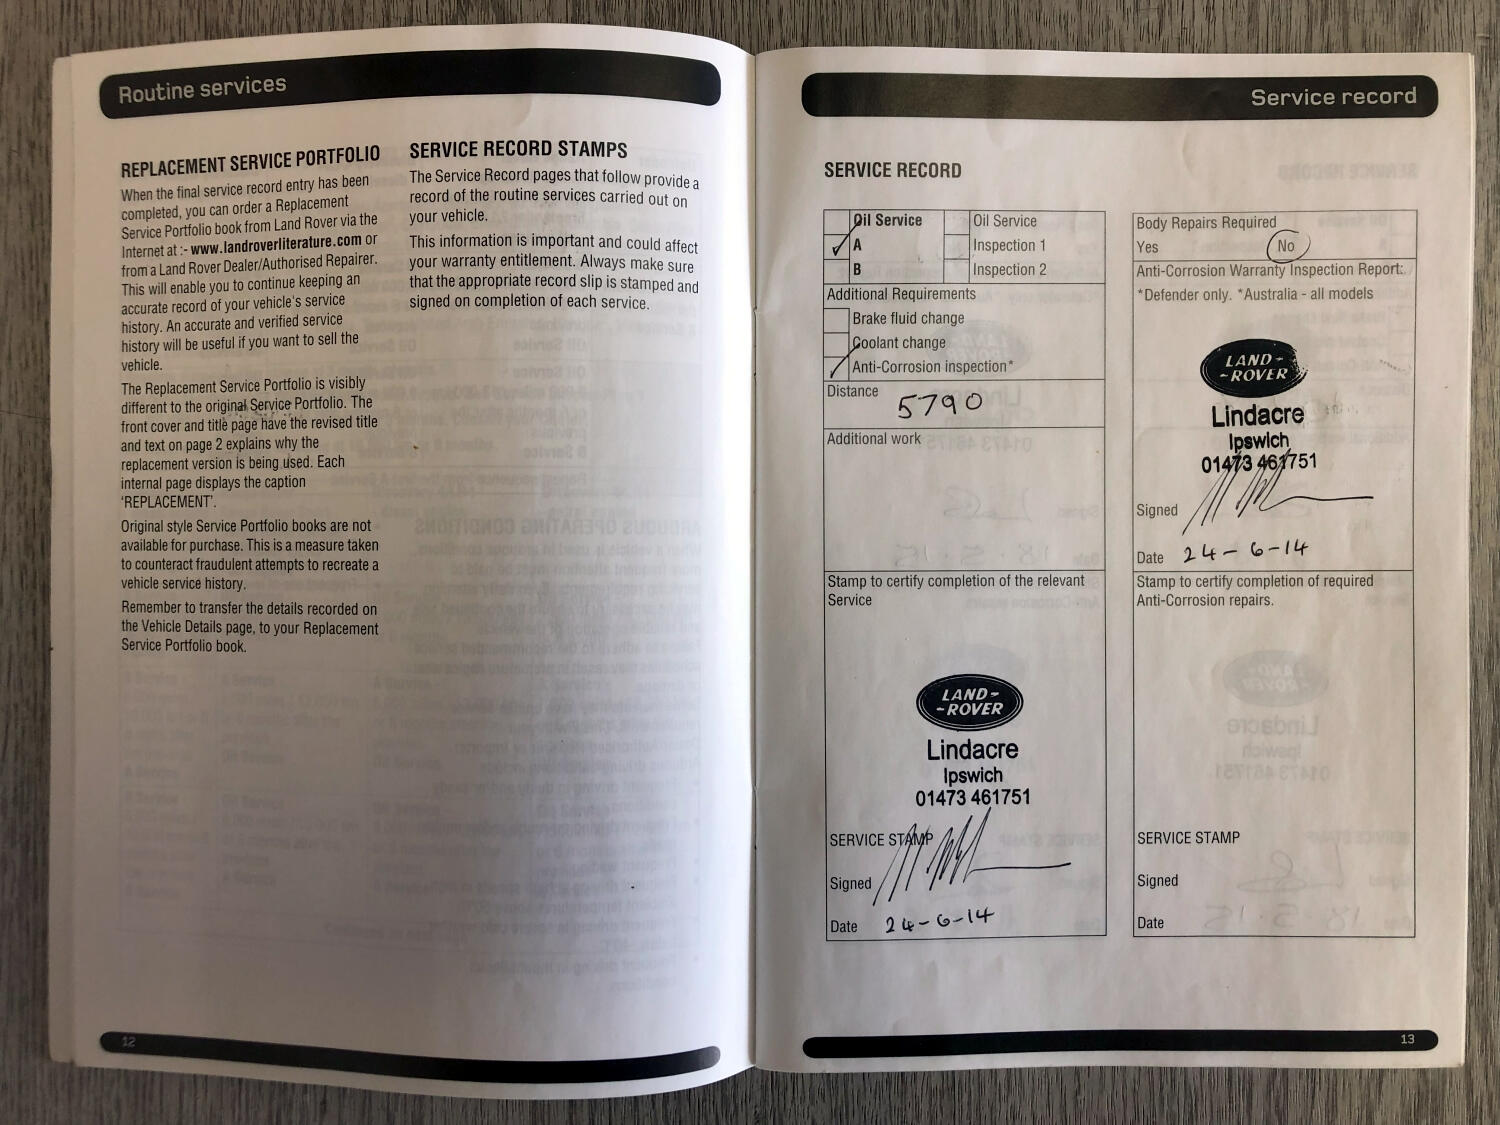 Routine services
REPLACEMENT SERVICE PORTFOLIO
When the final service record entry has been
completed, you can order a Replacement
Service Portfolio book from Land Rover via the
Internet at :- www.landroverliterature.com or
from a Land Rover Dealer/Authorised Repairer.
This will enable you to continue keeping an
accurate record of your vehicle's service
history. An accurate and verified service
history will be useful if you want to sell the
vehicle.
The Replacement Service Portfolio is visibly
different to the original Service Portfolio. The
front cover and title page have the revised title
and text on page 2 explains why the
replacement version is being used. Each
internal page displays the caption
'REPLACEMENT'.
Original style Service Portfolio books are not
available for purchase. This is a measure taken
to counteract fraudulent attempts to recreate a
vehicle service history.
Remember to transfer the details recorded on
the Vehicle Details page, to your Replacement
Service Portfolio book.
SERVICE RECORD STAMPS
The Service Record pages that follow provide a
record of the routine services carried out on
your vehicle.
This information is important and could affect
your warranty entitlement. Always make sure
that the appropriate record slip is stamped and
signed on completion of each service.
12
Service record
SERVICE RECORD
Oil Service Oil Service
A Inspection 1
B Inspection 2
Additional Requirements
Brake fluid change
Coolant change
Anti-Corrosion inspection*
Distance
5790
Additional work
Stamp to certify completion of the relevant
Service
LAND-
-ROVER
Lindacre
Ipswich
01473 461751
SERVICE STAMP
Signed
Date 24-6-14
Body Repairs Required
Yes No
Anti-Corrosion Warranty Inspection Report:
*Defender only. *Australia - all models
LAND-
-ROVER
Lindacre
Ipswich
01473 461751
Signed
Date 24-6-14
Stamp to certify completion of required
Anti-Corrosion repairs.
SERVICE STAMP
Signed
Date
13